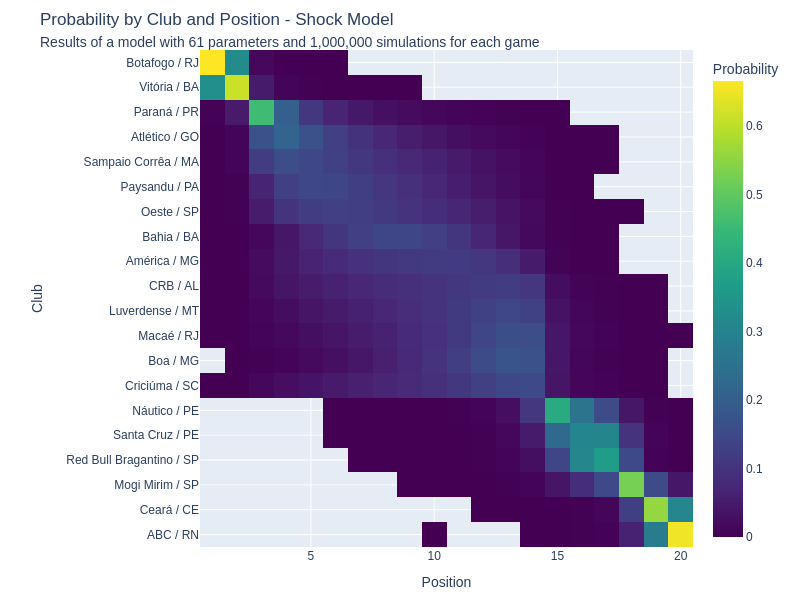 Probability by Club and Position - Shock Model
Results of a model with 61 parameters and 1,000,000 simulations for each game
Probability
Club
Botafogo / RJ
Vitória / BA
Paraná / PR
Atlético / GO
Sampaio Corrêa / MA
Paysandu / PA
Oeste / SP
Bahia / BA
América / MG
CRB / AL
Luverdense / MT
Macaé / RJ
Boa / MG
Criciúma / SC
Náutico / PE
Santa Cruz / PE
Red Bull Bragantino / SP
Mogi Mirim / SP
Ceará / CE
ABC / RN
0.6
0.5
0.4
0.3
0.2
0.1
0
5 10 15 20
Position